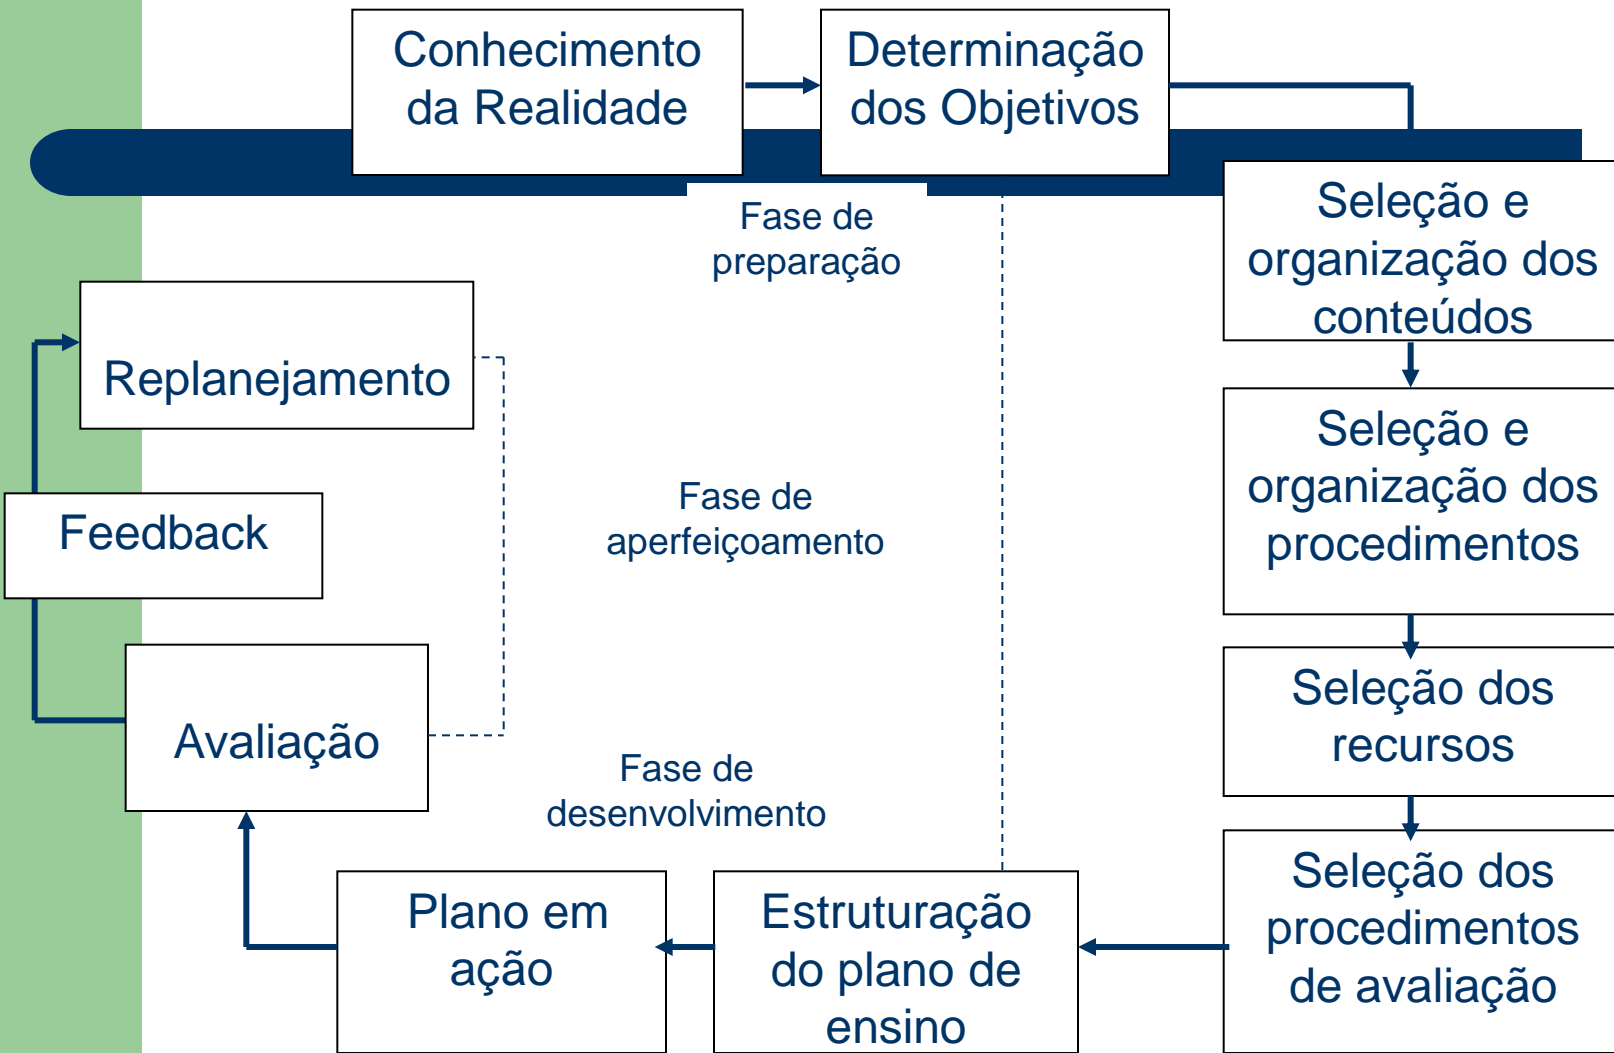 Conhecimento
da Realidade
Determinação
dos Objetivos
Seleção e
organização dos
conteúdos
Fase de
preparação
Replanejamento
Seleção e
organização dos
procedimentos
Feedback
Fase de
aperfeiçoamento
Seleção dos
recursos
Avaliação
Fase de
desenvolvimento
Seleção dos
procedimentos
de avaliação
Estruturação
do plano de
ensino
Plano em
ação